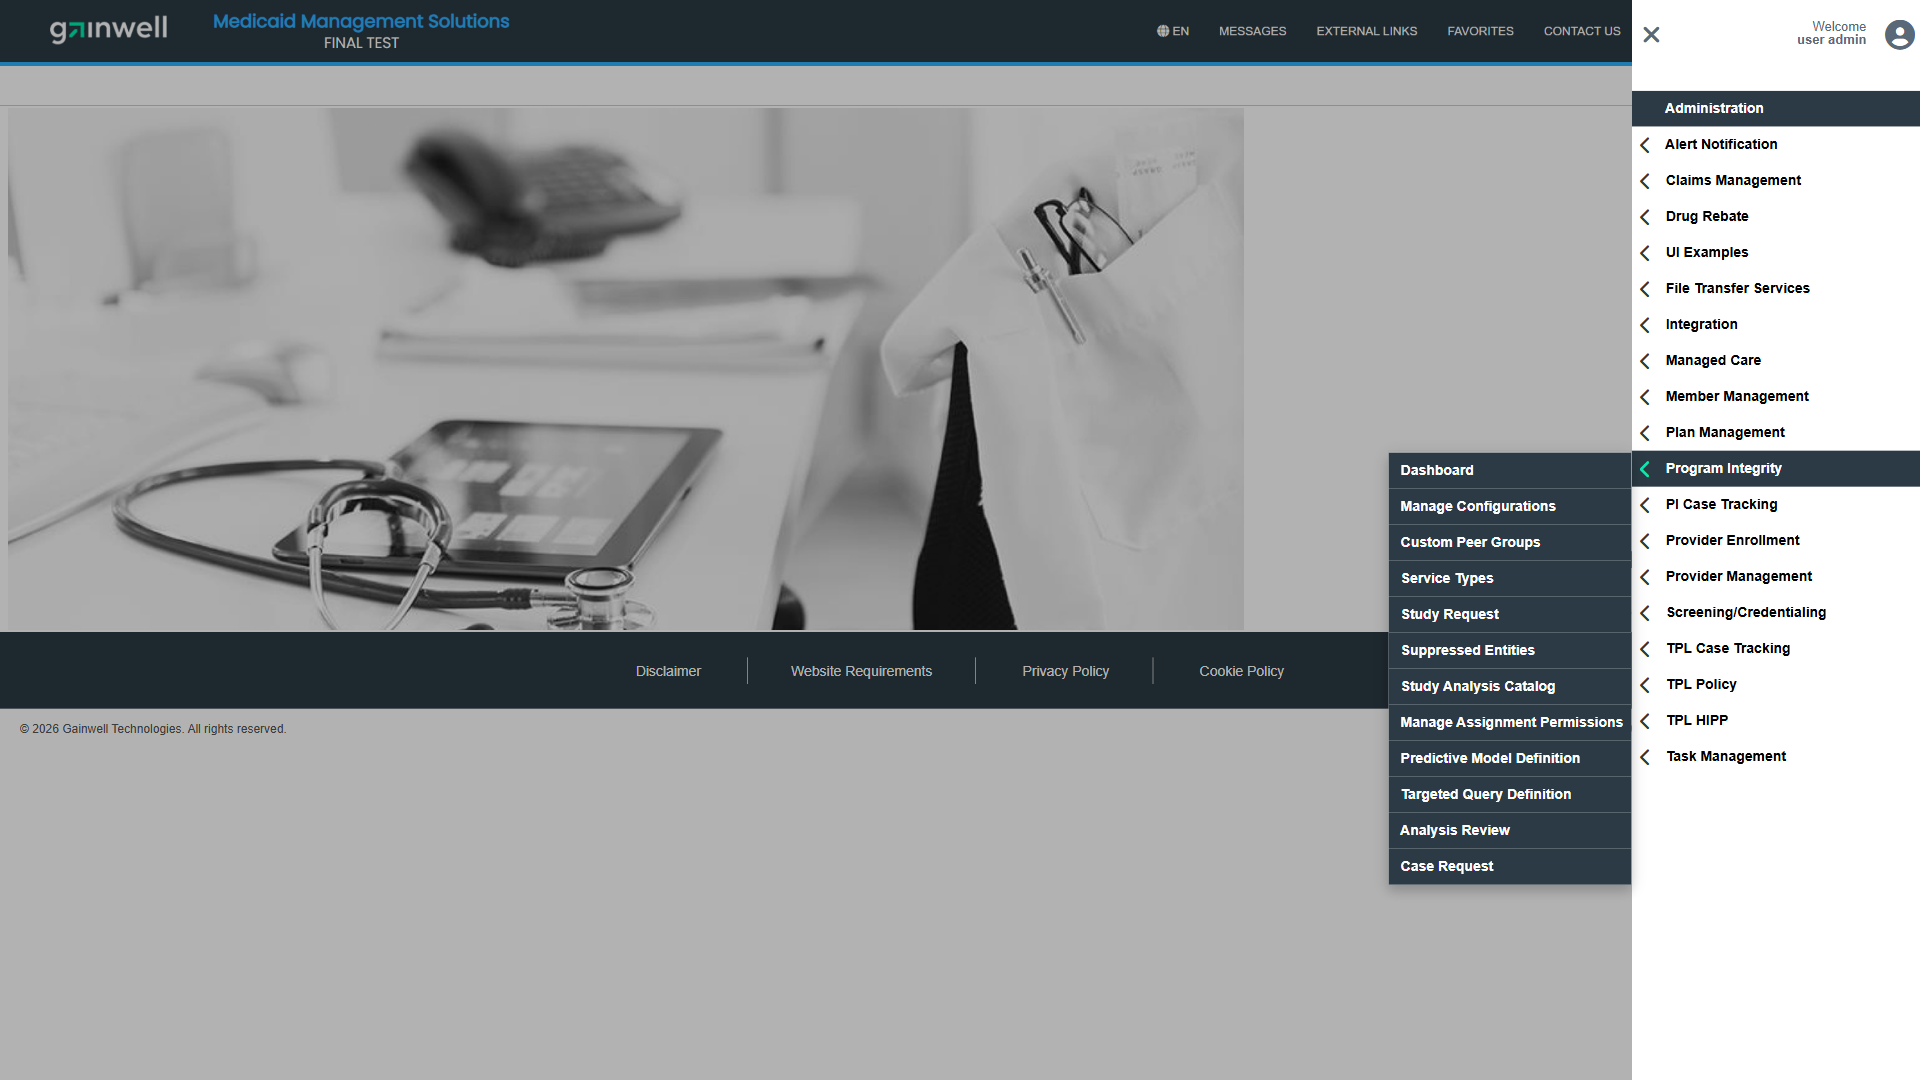 gainwell
Medicaid Management Solutions
FINAL TEST
EN
MESSAGES
EXTERNAL LINKS
FAVORITES
CONTACT US
Welcome
user admin
Administration
Alert Notification
Claims Management
Drug Rebate
UI Examples
File Transfer Services
Integration
Managed Care
Member Management
Plan Management
Program Integrity
PI Case Tracking
Provider Enrollment
Provider Management
Screening/Credentialing
TPL Case Tracking
TPL Policy
TPL HIPP
Task Management
Dashboard
Manage Configurations
Custom Peer Groups
Service Types
Study Request
Suppressed Entities
Study Analysis Catalog
Manage Assignment Permissions
Predictive Model Definition
Targeted Query Definition
Analysis Review
Case Request
Disclaimer
Website Requirements
Privacy Policy
Cookie Policy
© 2026 Gainwell Technologies. All rights reserved.